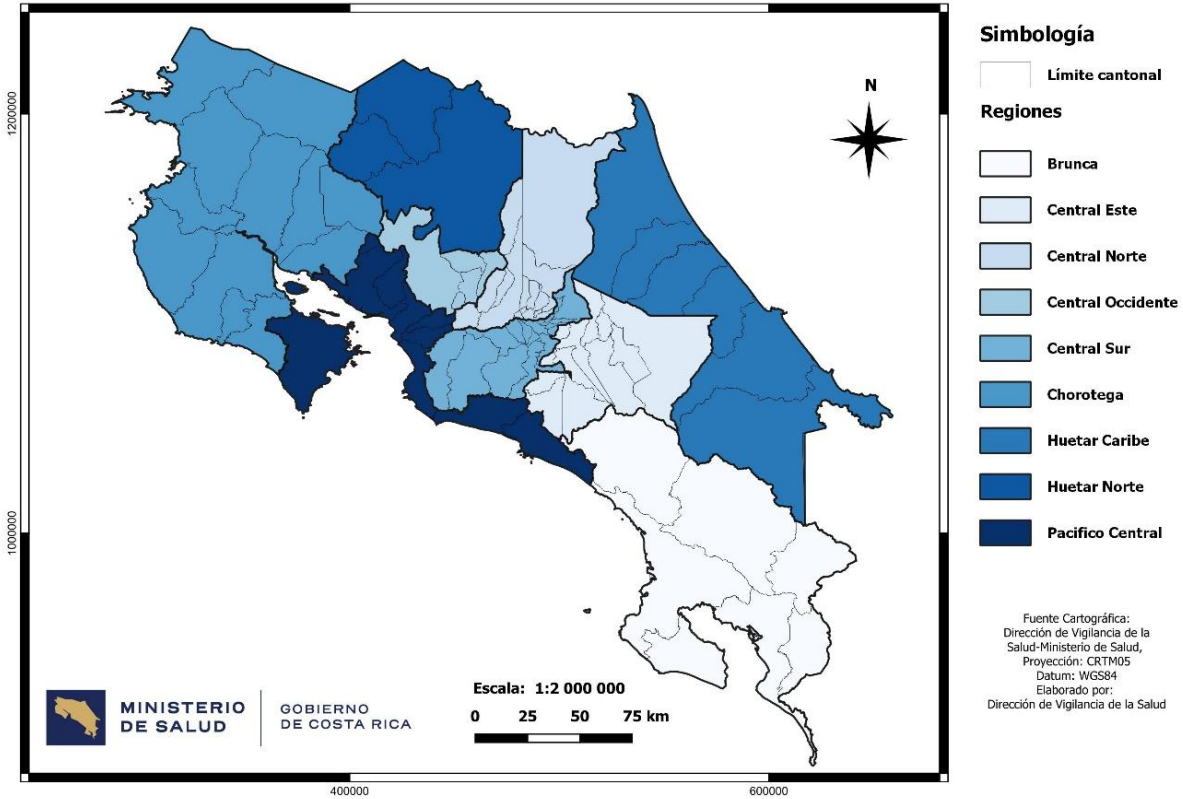 Simbología
Límite cantonal
Regiones
Brunca
Central Este
Central Norte
Central Occidente
Central Sur
Chorotega
Huetar Caribe
Huetar Norte
Pacifico Central
Fuente Cartográfica:
Dirección de Vigilancia de la
Salud-Ministerio de Salud,
Proyección: CRTM05
Datum: WGS84
Elaborado por:
Dirección de Vigilancia de la Salud
N
1200000
1000000
MINISTERIO
DE SALUD
GOBIERNO
DE COSTA RICA
Escala: 1:2 000 000
0 25 50 75 km
400000
600000